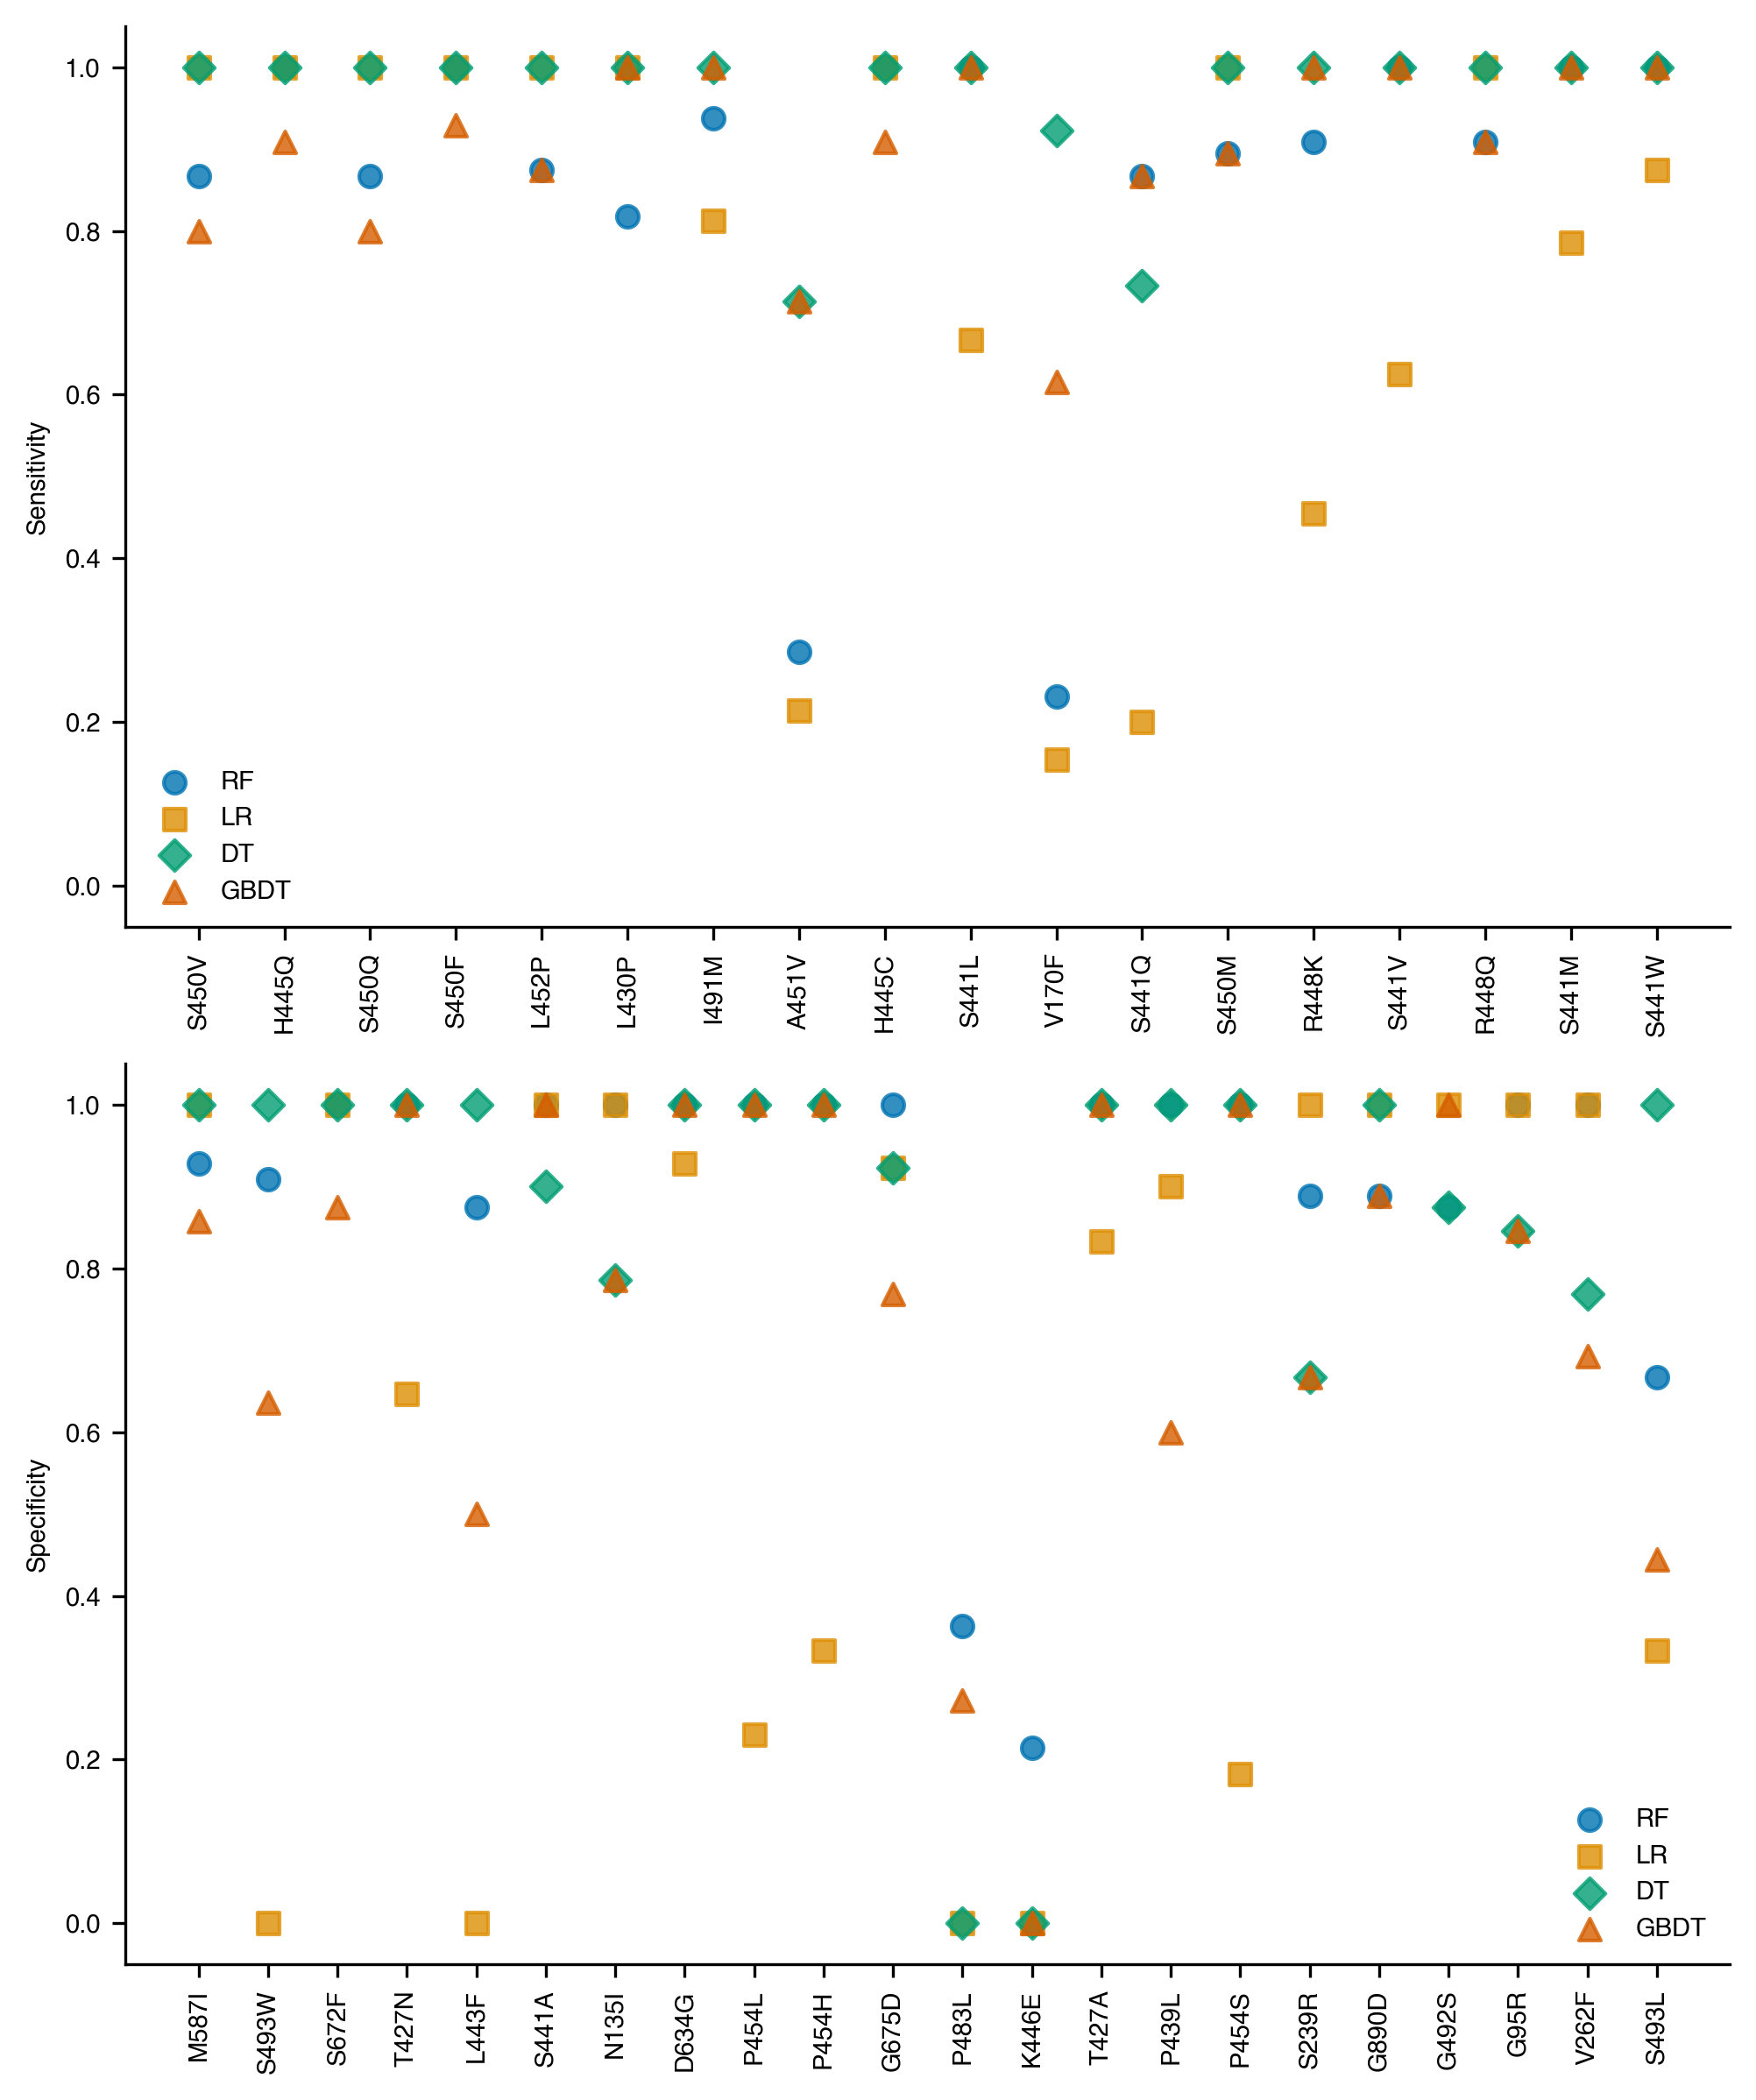 1.0
0.8
0.6
0.4
0.2
0.0
Sensitivity
RF
LR
DT
GBDT
S450V
H445Q
S450Q
S450F
L452P
L430P
I491M
A451V
H445C
S441L
V170F
S441Q
S450M
R448K
S441V
R448Q
S441M
S441W
1.0
0.8
0.6
0.4
0.2
0.0
Specificity
RF
LR
DT
GBDT
M587I
S493W
S672F
T427N
L443F
S441A
N135I
D634G
P454L
P454H
G675D
P483L
K446E
T427A
P439L
P454S
S239R
G890D
G492S
G95R
V262F
S493L